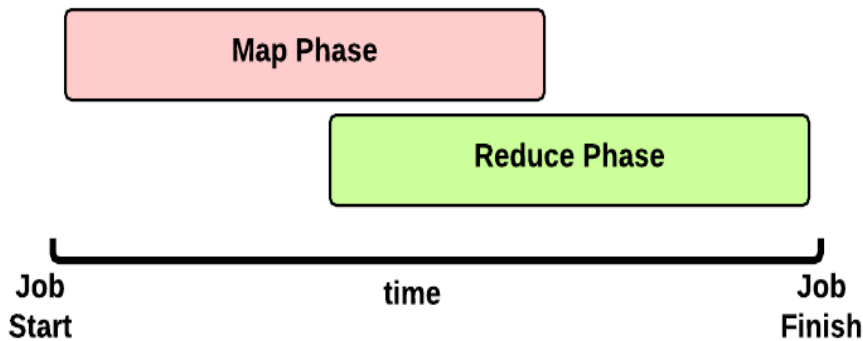 Map Phase
Reduce Phase
Job
Start
time
Job
Finish